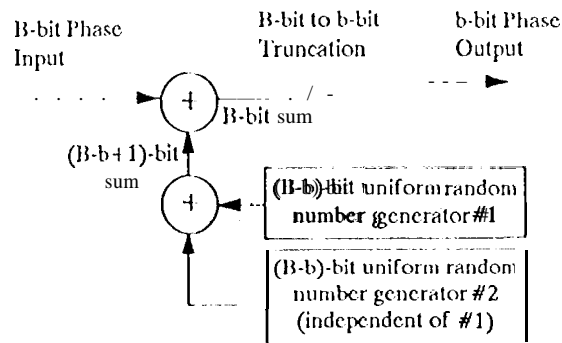 B-bit Phase
Input
B-bit to b-bit
Truncation
b-bit Phase
Output
+
B-bit sum
(B-b+1)-bit
sum
+
(B-b)-bit uniform random
number generator #1
(B-b)-bit uniform random
number generator #2
(independent of #1)